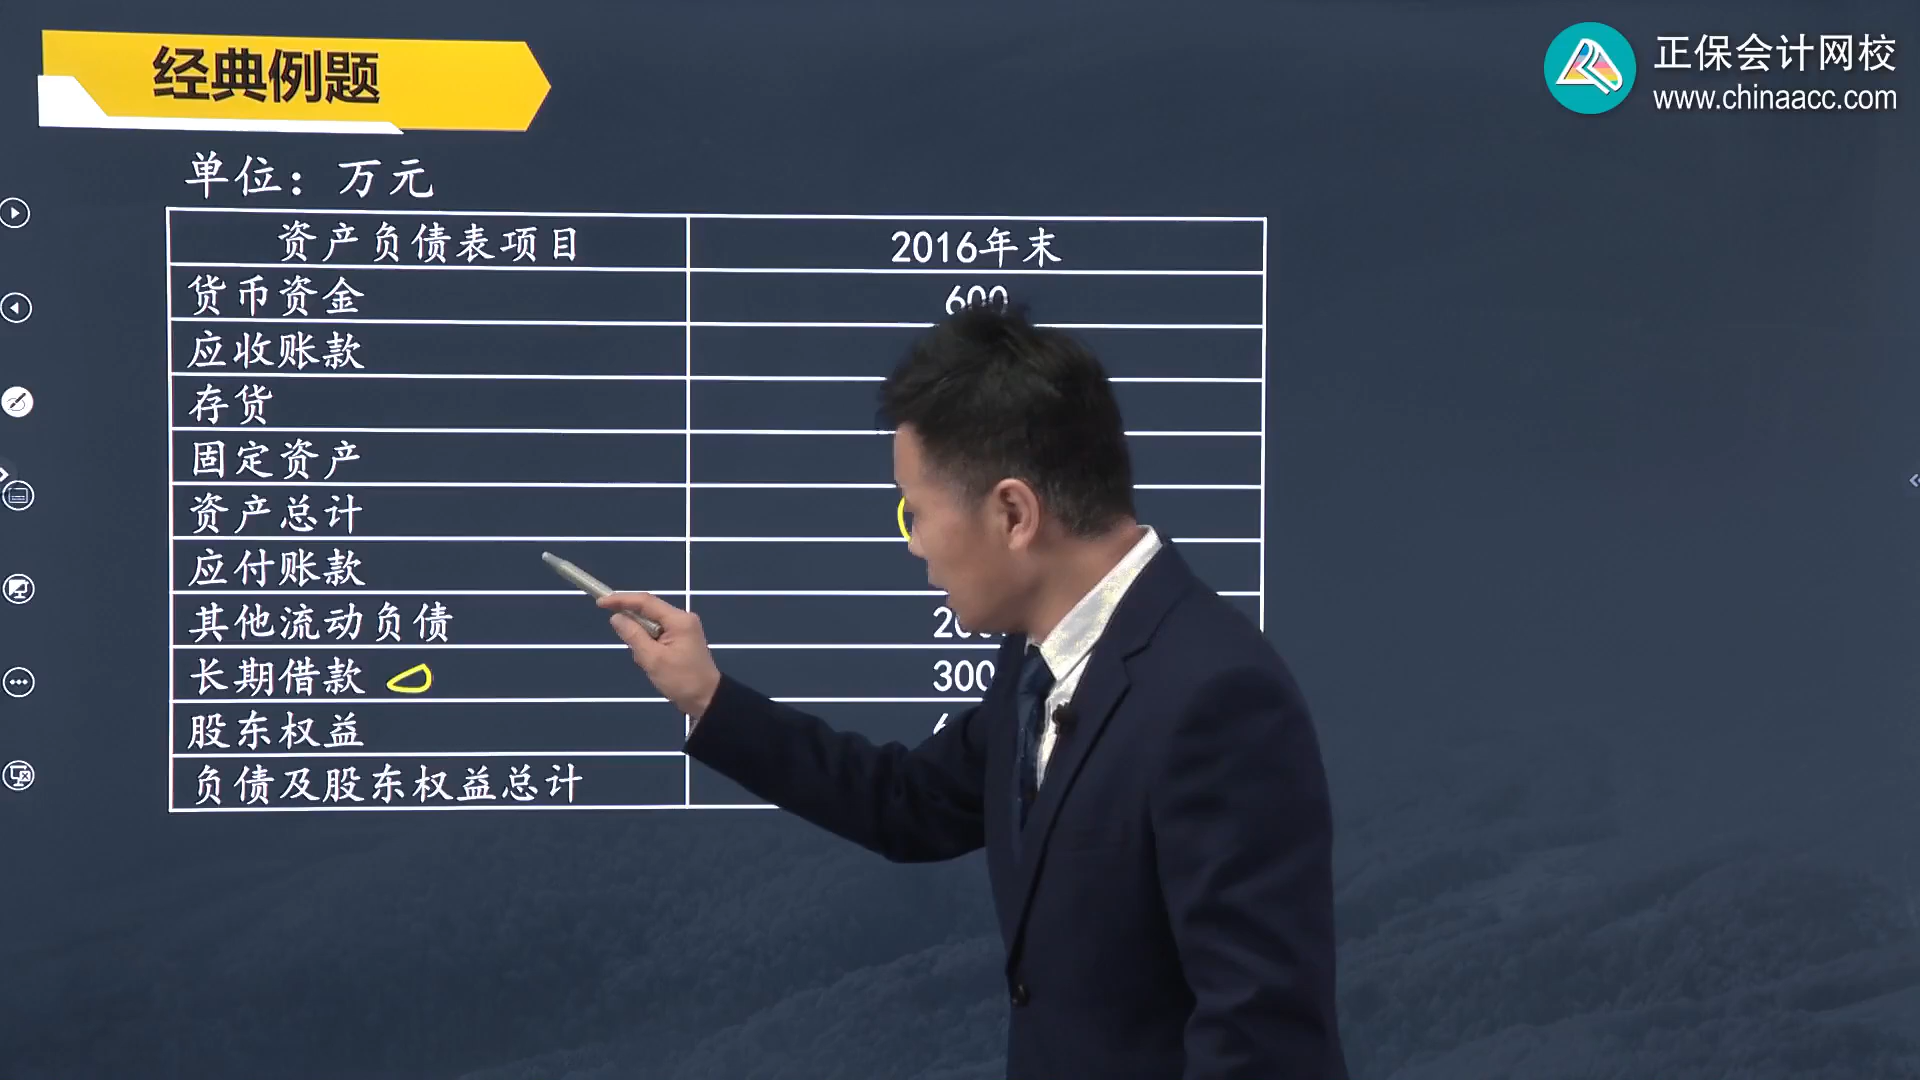 经典例题
正保会计网校
www.chinaacc.com
单位：万元
资产负债表项目 2016年末
货币资金 600
应收账款
存货
固定资产
资产总计
应付账款
其他流动负债
长期借款 300
股东权益
负债及股东权益总计